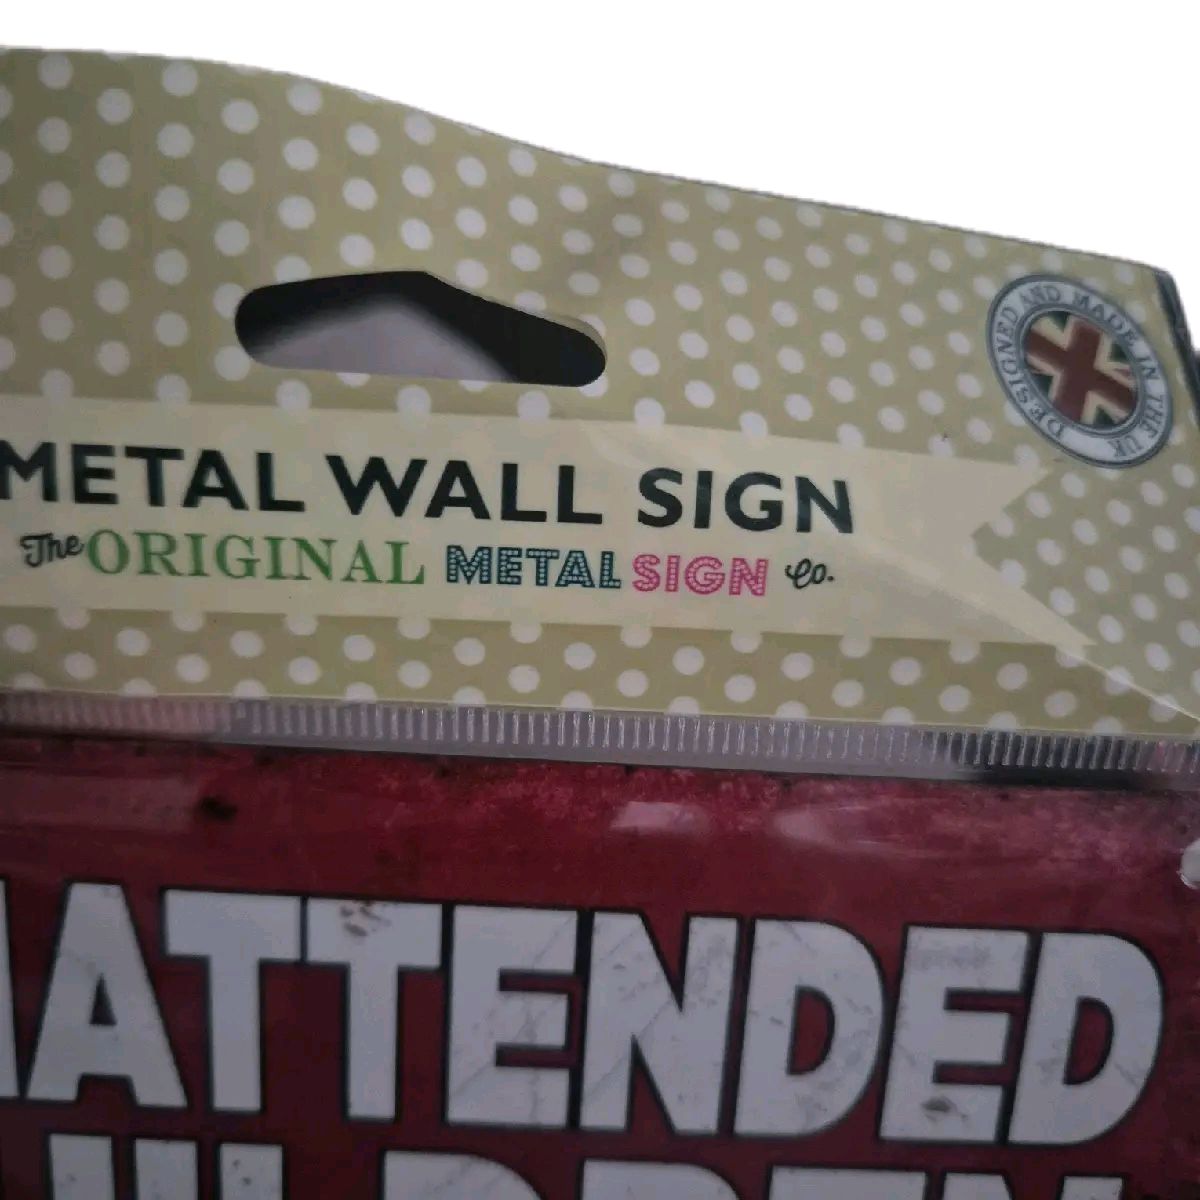 DESIGNED AND MADE IN THE UK
METAL WALL SIGN
The ORIGINAL METAL SIGN Co.
ATTENDED